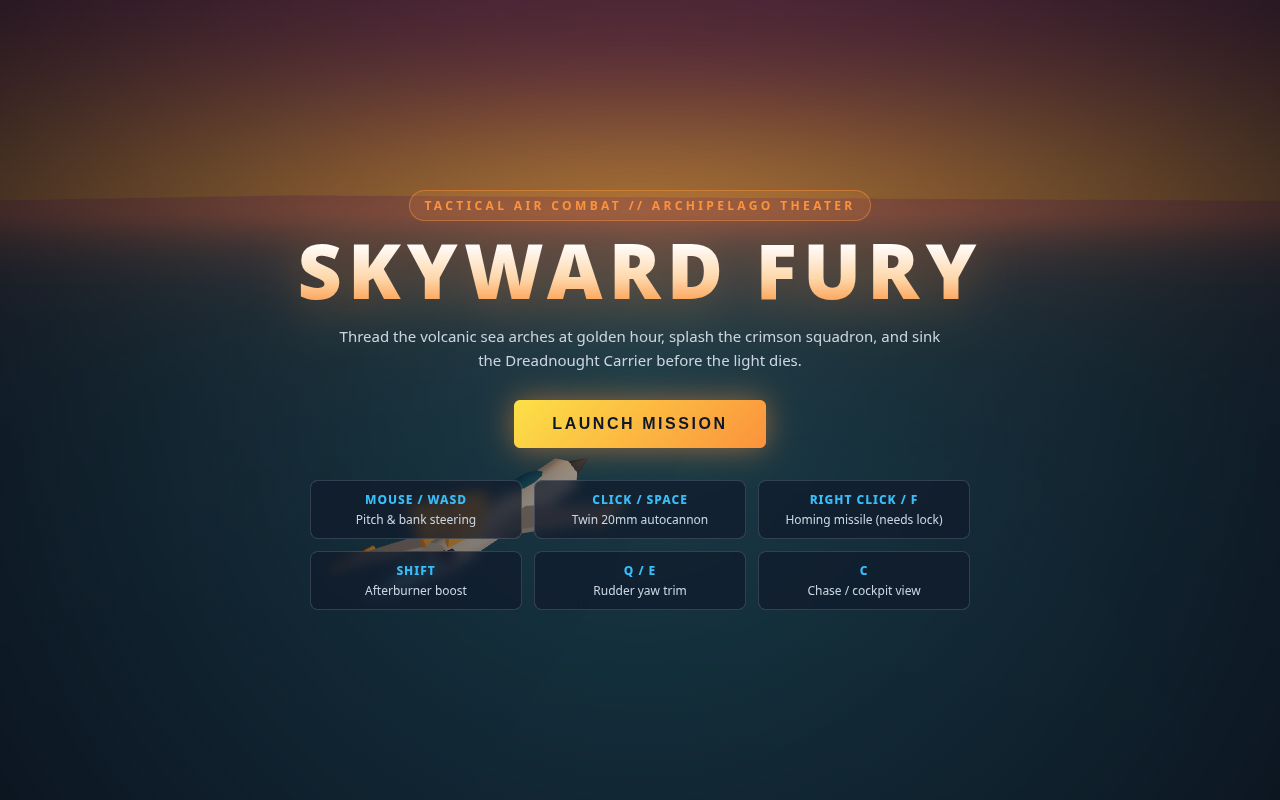 TACTICAL AIR COMBAT // ARCHIPELAGO THEATER
SKYWARD FURY
Thread the volcanic sea arches at golden hour, splash the crimson squadron, and sink
the Dreadnought Carrier before the light dies.
LAUNCH MISSION
MOUSE / WASD
Pitch & bank steering
CLICK / SPACE
Twin 20mm autocannon
RIGHT CLICK / F
Homing missile (needs lock)
SHIFT
Afterburner boost
Q / E
Rudder yaw trim
C
Chase / cockpit view